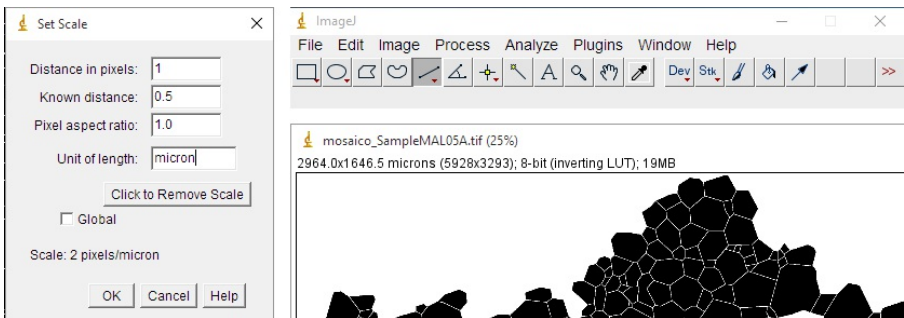 Set Scale
Distance in pixels: 1
Known distance: 0.5
Pixel aspect ratio: 1.0
Unit of length: micron
Click to Remove Scale
Global
Scale: 2 pixels/micron
OK Cancel Help
ImageJ
File Edit Image Process Analyze Plugins Window Help
A Dev Stk >>
mosaico_SampleMAL05A.tif (25%)
2964.0x1646.5 microns (5928x3293); 8-bit (inverting LUT); 19MB